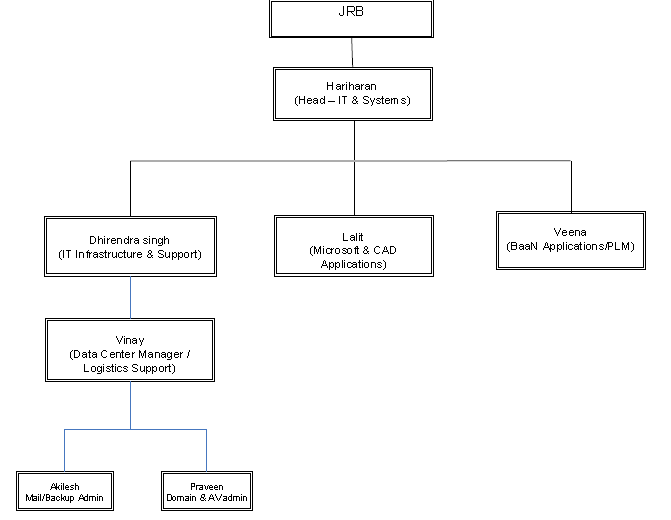 JRB
Hariharan
(Head – IT & Systems)
Dhirendra singh
(IT Infrastructure & Support)
Lalit
(Microsoft & CAD
Applications)
Veena
(BaaN Applications/PLM)
Vinay
(Data Center Manager /
Logistics Support)
Akilesh
Mail/Backup Admin
Praveen
Domain & AVadmin